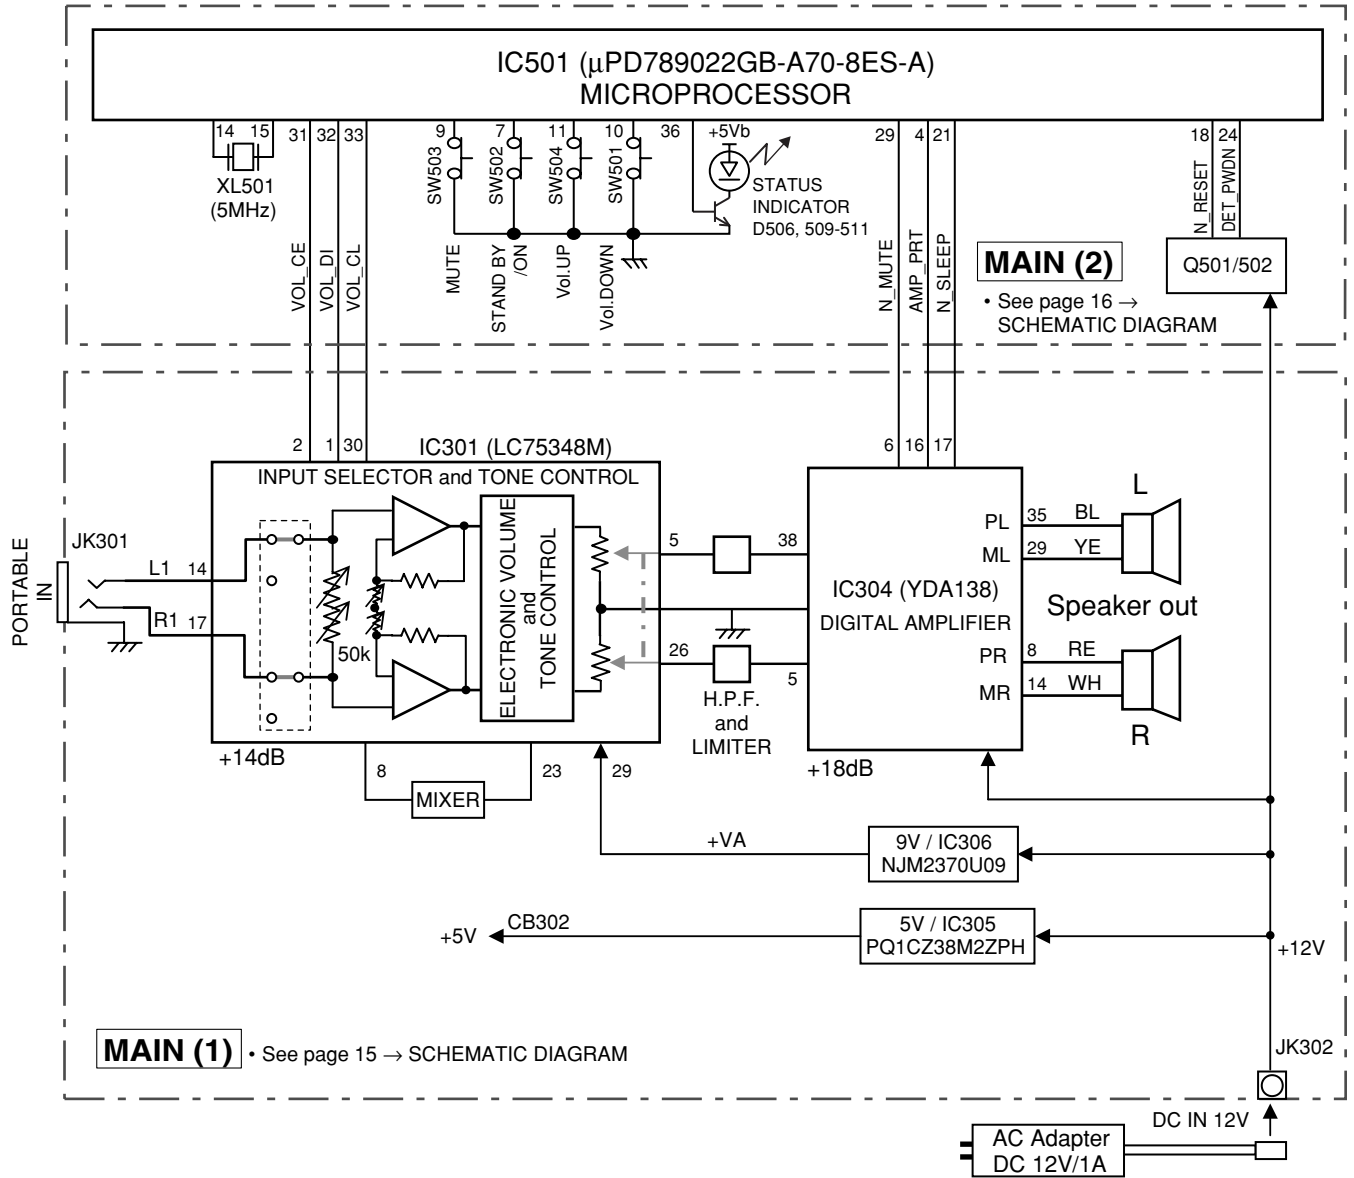 IC501 (µPD789022GB-A70-8ES-A)
MICROPROCESSOR
14 15 31 32 33 9 7 11 10 36 +5Vb 29 4 21 18 24
XL501
(5MHz)
VOL_CE
VOL_DI
VOL_CL
SW503
SW502
SW504
SW501
MUTE
STAND BY
/ON
Vol.UP
Vol.DOWN
STATUS
INDICATOR
D506, 509-511
N_MUTE
AMP_PRT
N_SLEEP
N_RESET
DET_PWDN
Q501/502
MAIN (2)
• See page 16 →
SCHEMATIC DIAGRAM
2 1 30
IC301 (LC75348M)
6 16 17
INPUT SELECTOR and TONE CONTROL
PORTABLE
IN
JK301
L1 14
R1 17
50k
ELECTRONIC VOLUME
and
TONE CONTROL
5 38
26 5
H.P.F.
and
LIMITER
IC304 (YDA138)
DIGITAL AMPLIFIER
PL 35 BL
ML 29 YE
PR 8 RE
MR 14 WH
L
Speaker out
R
+14dB
+18dB
8 23 29
MIXER
+VA
9V / IC306
NJM2370U09
+5V
CB302
5V / IC305
PQ1CZ38M2ZPH
+12V
MAIN (1)
• See page 15 → SCHEMATIC DIAGRAM
JK302
DC IN 12V
AC Adapter
DC 12V/1A